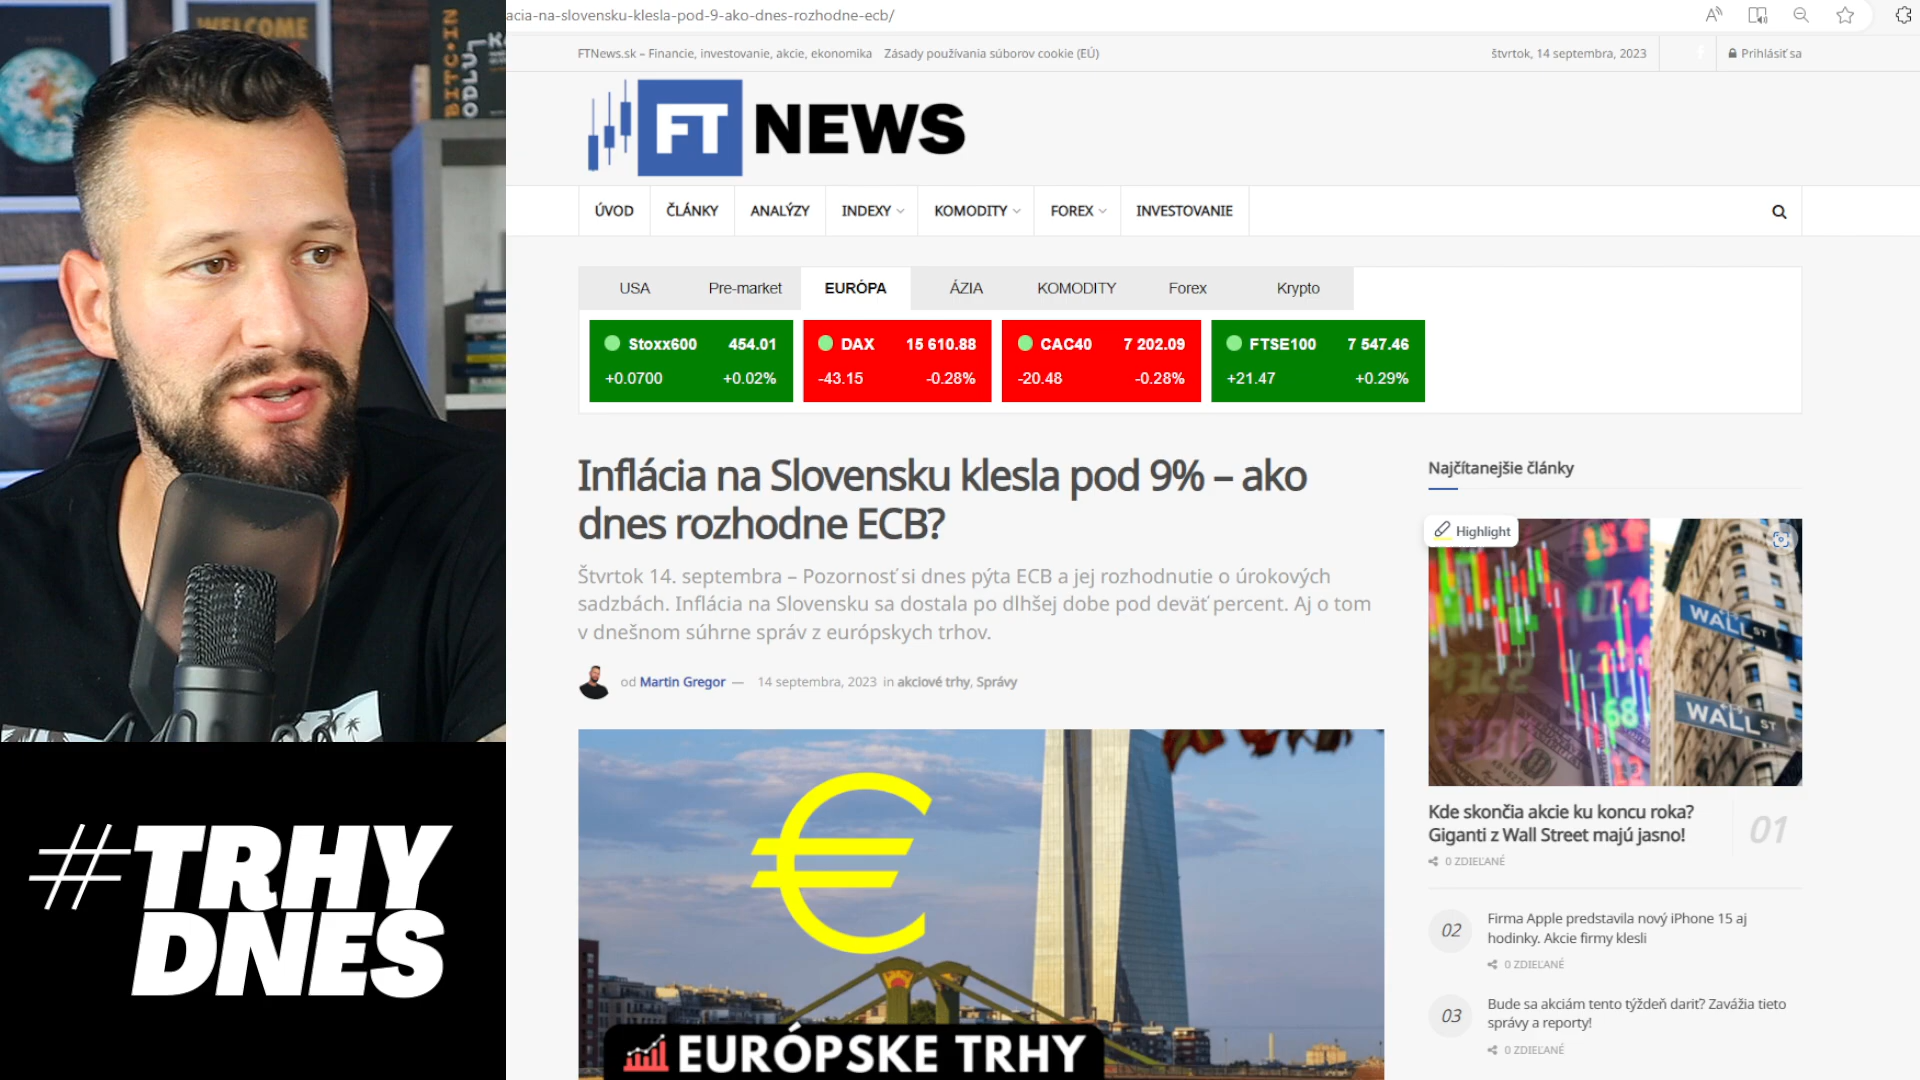 WELCOME
BITCOIN
ODLU
acia-na-slovensku-klesla-pod-9-ako-dnes-rozhodne-ecb/
FTNews.sk – Financie, investovanie, akcie, ekonomika Zásady používania súborov cookie (EÚ)
štvrtok, 14 septembra, 2023
Prihlásiť sa
FT NEWS
ÚVOD ČLÁNKY ANALÝZY INDEXY KOMODITY FOREX INVESTOVANIE
USA Pre-market EURÓPA ÁZIA KOMODITY Forex Krypto
Stoxx600 454.01 DAX 15 610.88 CAC40 7 202.09 FTSE100 7 547.46
+0.0700 +0.02% -43.15 -0.28% -20.48 -0.28% +21.47 +0.29%
Inflácia na Slovensku klesla pod 9% – ako
dnes rozhodne ECB?
Štvrtok 14. septembra – Pozornosť si dnes pýta ECB a jej rozhodnutie o úrokových
sadzbách. Inflácia na Slovensku sa dostala po dlhšej dobe pod deväť percent. Aj o tom
v dnešnom súhrne správ z európskych trhov.
od Martin Gregor — 14 septembra, 2023 in akciové trhy, Správy
€
EURÓPSKE TRHY
Najčítanejšie články
Highlight
WALL ST
WALL ST
68
Kde skončia akcie ku koncu roka?
Giganti z Wall Street majú jasno!
01
0 ZDIEĽANÉ
02
Firma Apple predstavila nový iPhone 15 aj
hodinky. Akcie firmy klesli
0 ZDIEĽANÉ
03
Bude sa akciám tento týždeň dariť? Zavážia tieto
správy a reporty!
0 ZDIEĽANÉ
#TRHY
DNES